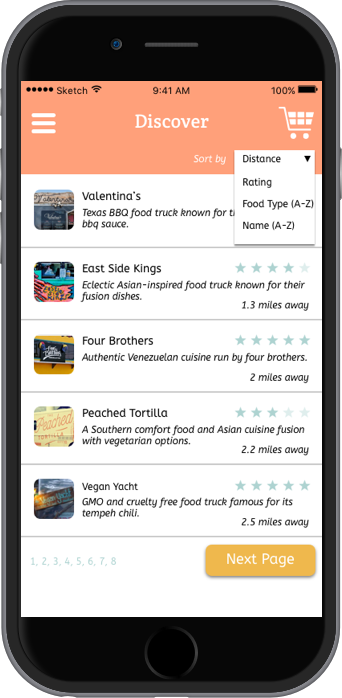 Sketch 9:41 AM 100%
Discover
Sort by Distance ▼
Rating
Food Type (A-Z)
Name (A-Z)
Valentina's
Texas BBQ food truck known for
bbq sauce.
East Side Kings
Eclectic Asian-inspired food truck known for their
fusion dishes.
1.3 miles away
Four Brothers
Authentic Venezuelan cuisine run by four brothers.
2 miles away
Peached
Peached Tortilla
TORTILLA
A Southern comfort food and Asian cuisine fusion
with vegetarian options.
2.2 miles away
Vegan Yacht
GMO and cruelty free food truck famous for its
tempeh chili.
2.5 miles away
1, 2, 3, 4, 5, 6, 7, 8
Next Page